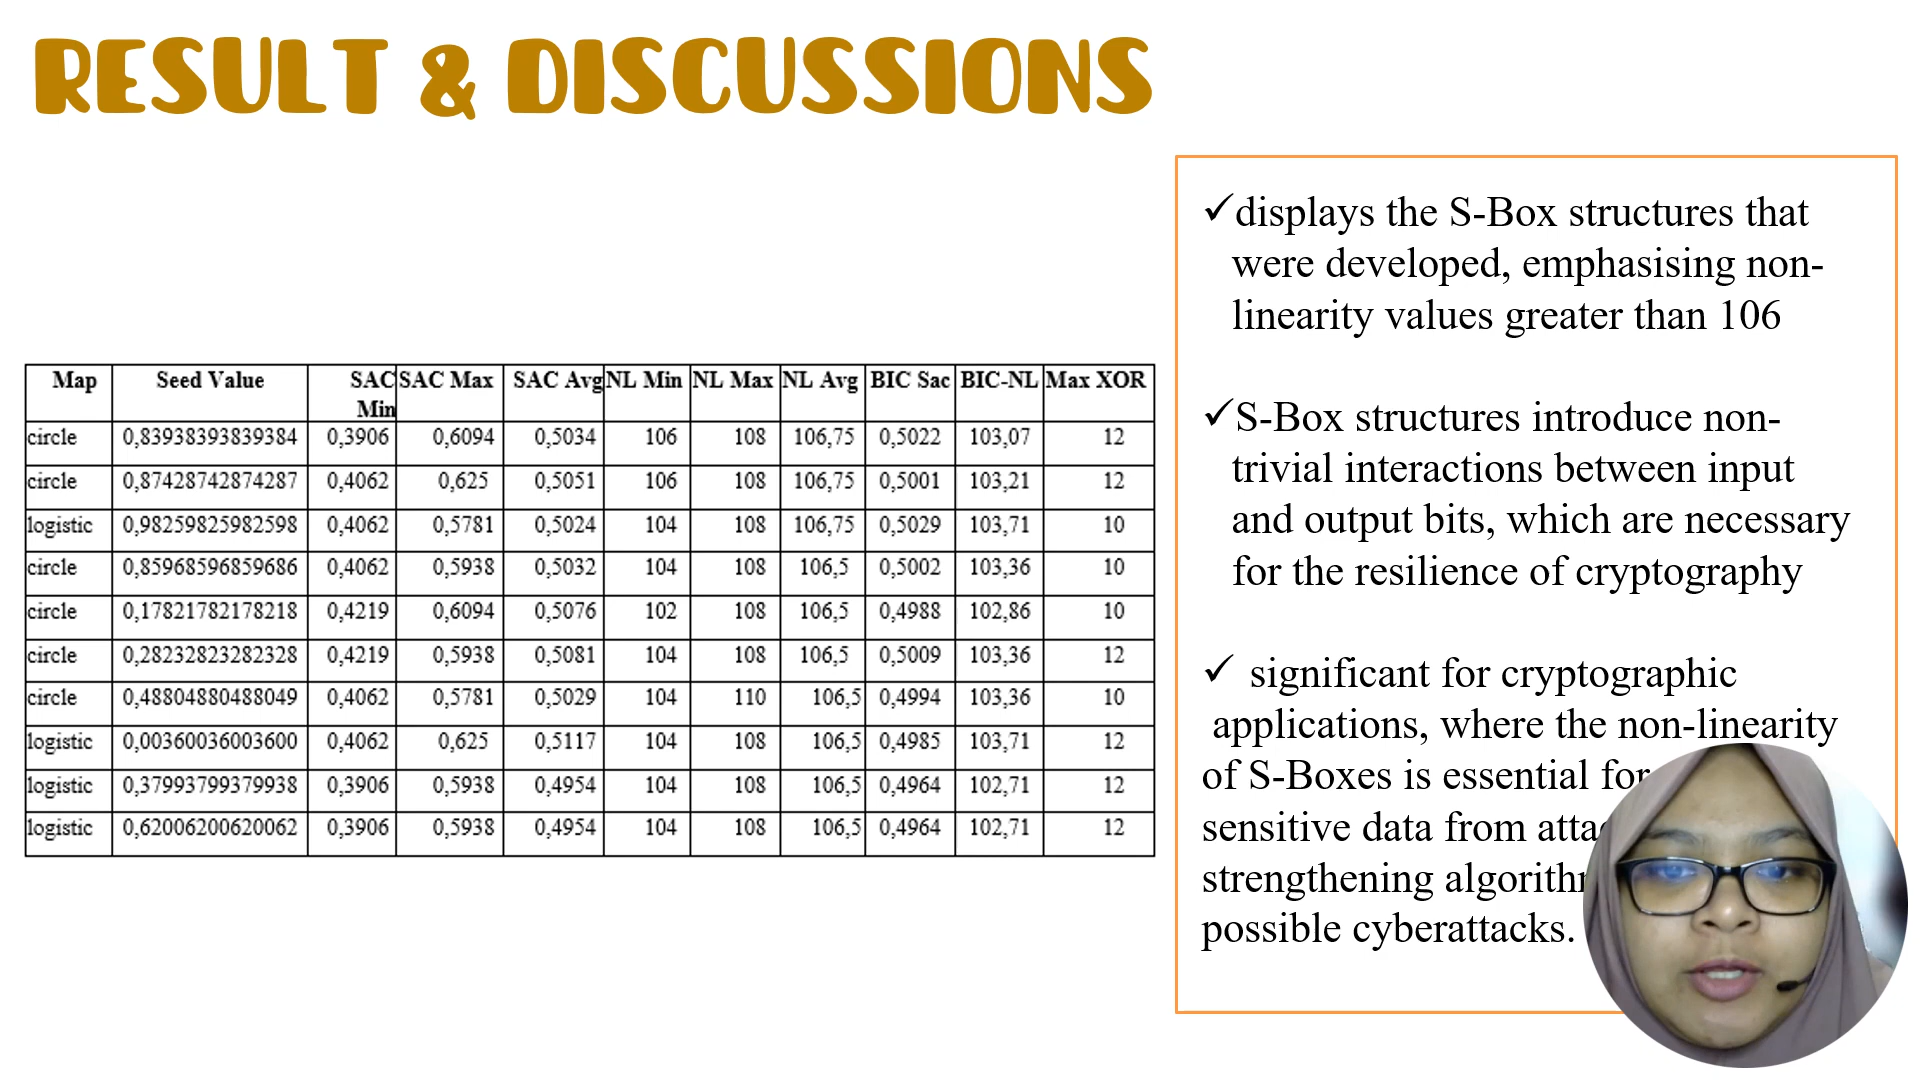 RESULT & DISCUSSIONS
Map Seed Value SAC Min SAC Max SAC Avg NL Min NL Max NL Avg BIC Sac BIC-NL Max XOR
circle 0,83938393839384 0,3906 0,6094 0,5034 106 108 106,75 0,5022 103,07 12
circle 0,87428742874287 0,4062 0,625 0,5051 106 108 106,75 0,5001 103,21 12
logistic 0,98259825982598 0,4062 0,5781 0,5024 104 108 106,75 0,5029 103,71 10
circle 0,85968596859686 0,4062 0,5938 0,5032 104 108 106,5 0,5002 103,36 10
circle 0,17821782178218 0,4219 0,6094 0,5076 102 108 106,5 0,4988 102,86 10
circle 0,28232823282328 0,4219 0,5938 0,5081 104 108 106,5 0,5009 103,36 12
circle 0,48804880488049 0,4062 0,5781 0,5029 104 110 106,5 0,4994 103,36 10
logistic 0,00360036003600 0,4062 0,625 0,5117 104 108 106,5 0,4985 103,71 12
logistic 0,37993799379938 0,3906 0,5938 0,4954 104 108 106,5 0,4964 102,71 12
logistic 0,62006200620062 0,3906 0,5938 0,4954 104 108 106,5 0,4964 102,71 12
✓displays the S-Box structures that
were developed, emphasising non-
linearity values greater than 106
✓S-Box structures introduce non-
trivial interactions between input
and output bits, which are necessary
for the resilience of cryptography
✓ significant for cryptographic
applications, where the non-linearity
of S-Boxes is essential for
sensitive data from
strengthening
possible cyberattacks.